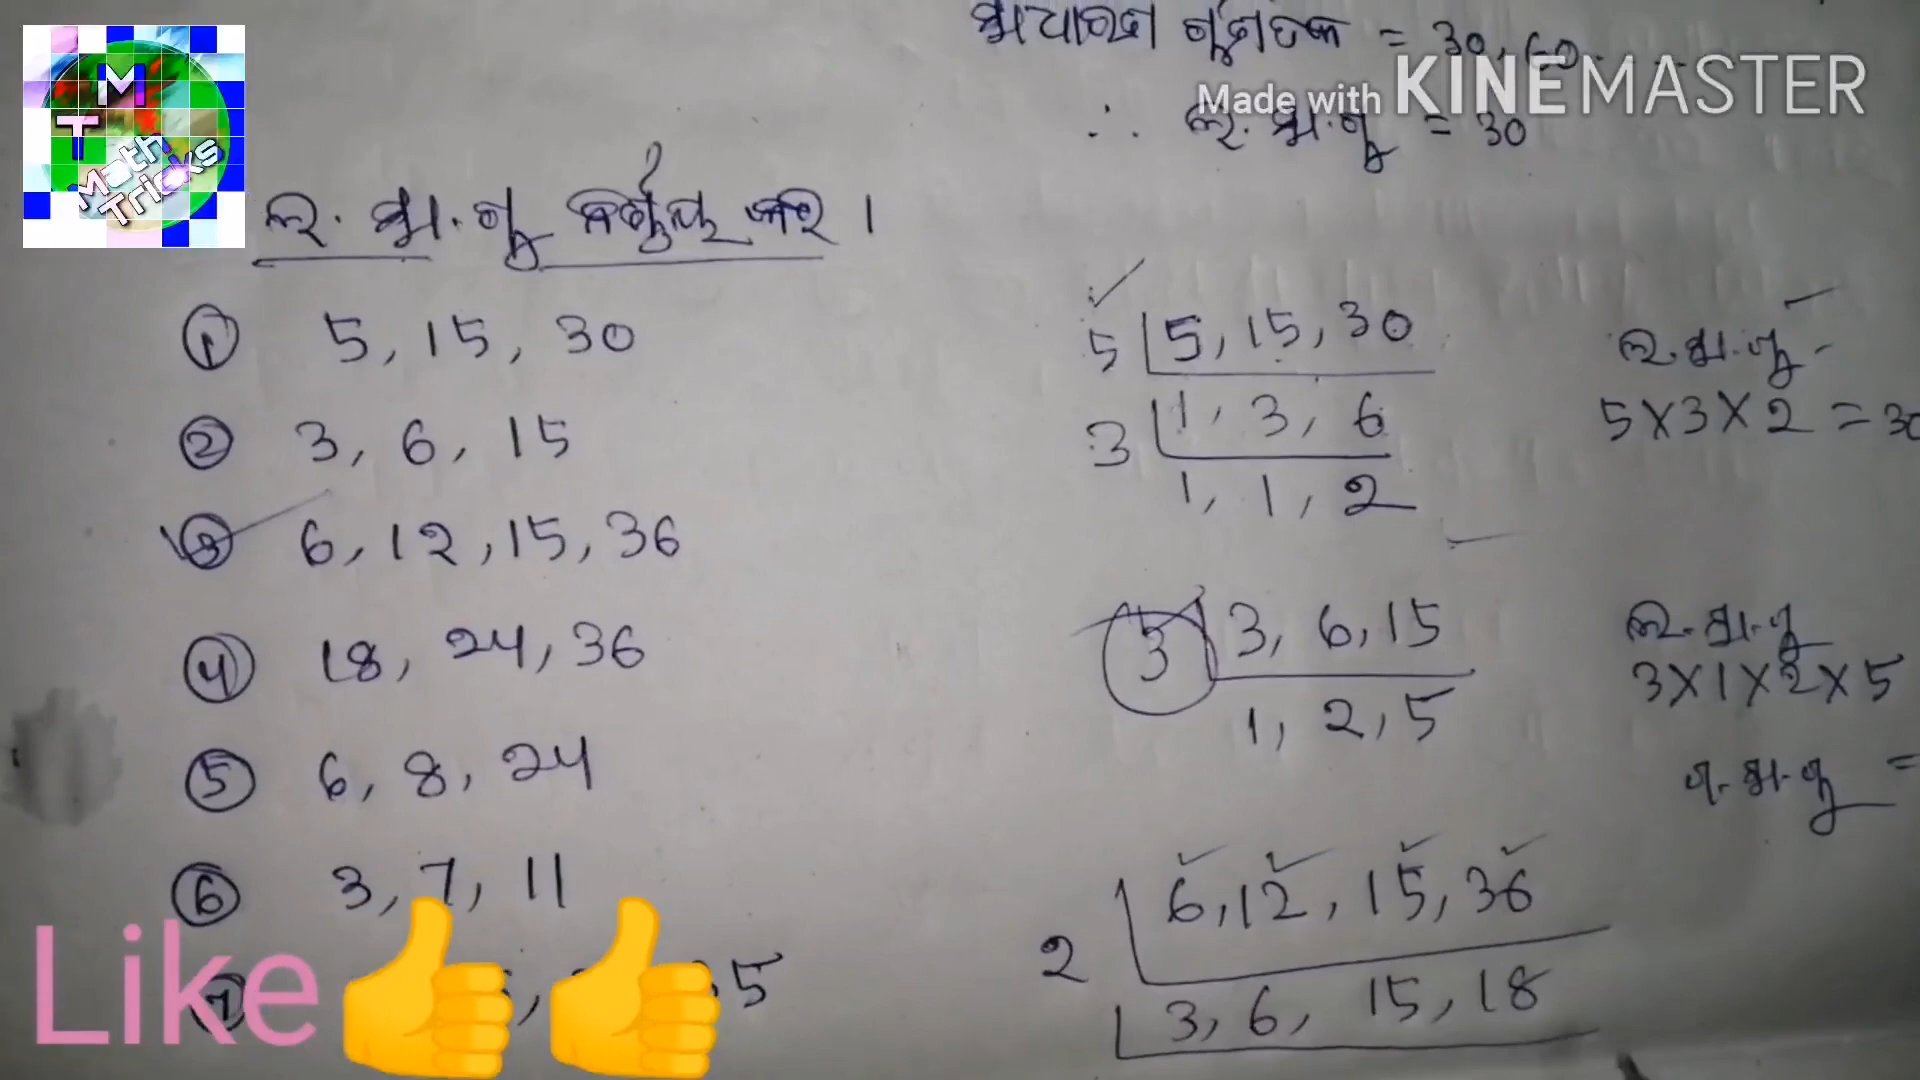 ସାଧାରଣ ଗୁଣିତକ = 30, 60.....
Made with KINEMASTER
∴ ଲ.ସା.ଗୁ = 30
M
T
Math
Tricks
ଲ. ସା. ଗୁ ନିର୍ଣ୍ଣୟ କର ।
① 5, 15, 30
② 3, 6, 15
③ 6, 12, 15, 36
④ 18, 24, 36
⑤ 6, 8, 24
⑥ 3, 7, 11
⑦
Like👍👍
5 | 5, 15, 30
3 | 1, 3, 6
1, 1, 2
ଲ.ସା.ଗୁ -
5 X 3 X 2 = 30
3 | 3, 6, 15
1, 2, 5
ଲ.ସା.ଗୁ
3 X 1 X 2 X 5
ଲ.ସା.ଗୁ =
2 | 6, 12, 15, 36
3, 6, 15, 18